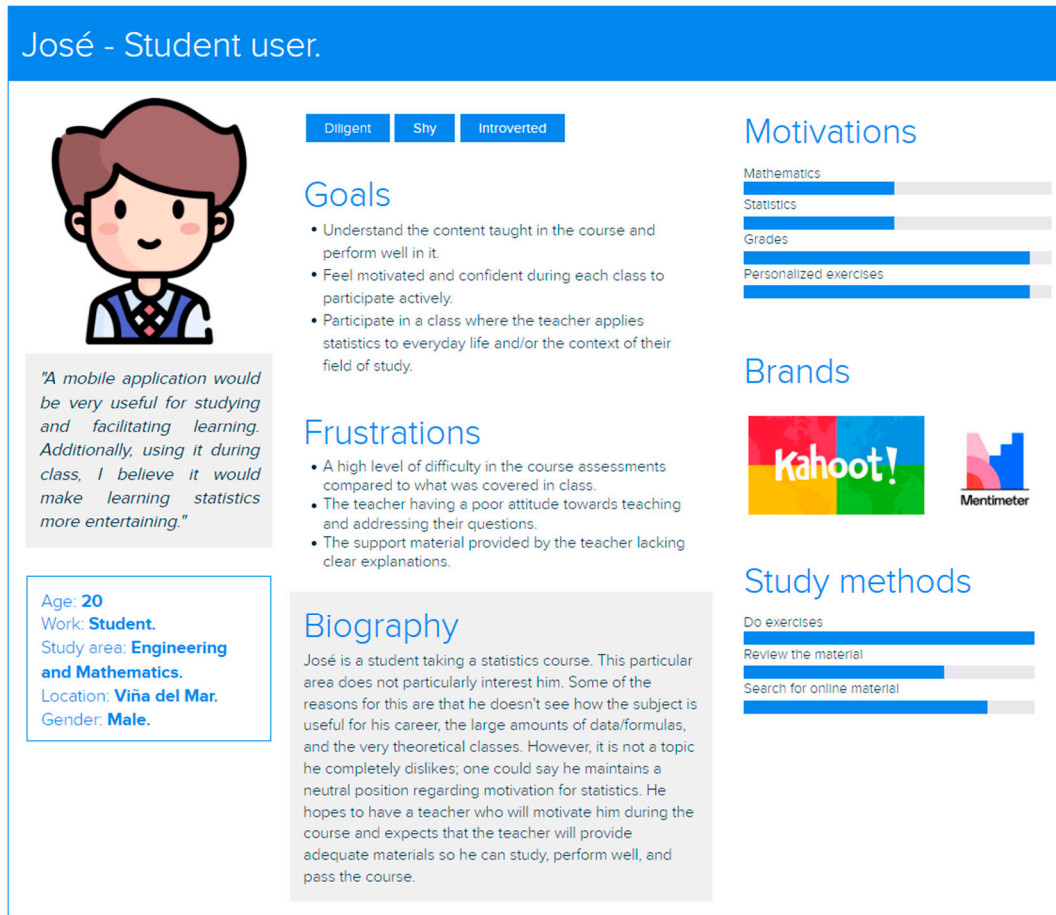 José - Student user.
"A mobile application would
be very useful for studying
and facilitating learning.
Additionally, using it during
class, I believe it would
make learning statistics
more entertaining."
Age: 20
Work: Student.
Study area: Engineering
and Mathematics.
Location: Viña del Mar.
Gender: Male.
Diligent Shy Introverted
Goals
• Understand the content taught in the course and
perform well in it.
• Feel motivated and confident during each class to
participate actively.
• Participate in a class where the teacher applies
statistics to everyday life and/or the context of their
field of study.
Frustrations
• A high level of difficulty in the course assessments
compared to what was covered in class.
• The teacher having a poor attitude towards teaching
and addressing their questions.
• The support material provided by the teacher lacking
clear explanations.
Biography
José is a student taking a statistics course. This particular
area does not particularly interest him. Some of the
reasons for this are that he doesn't see how the subject is
useful for his career, the large amounts of data/formulas,
and the very theoretical classes. However, it is not a topic
he completely dislikes; one could say he maintains a
neutral position regarding motivation for statistics. He
hopes to have a teacher who will motivate him during the
course and expects that the teacher will provide
adequate materials so he can study, perform well, and
pass the course.
Motivations
Mathematics
Statistics
Grades
Personalized exercises
Brands
Kahoot!
Mentimeter
Study methods
Do exercises
Review the material
Search for online material